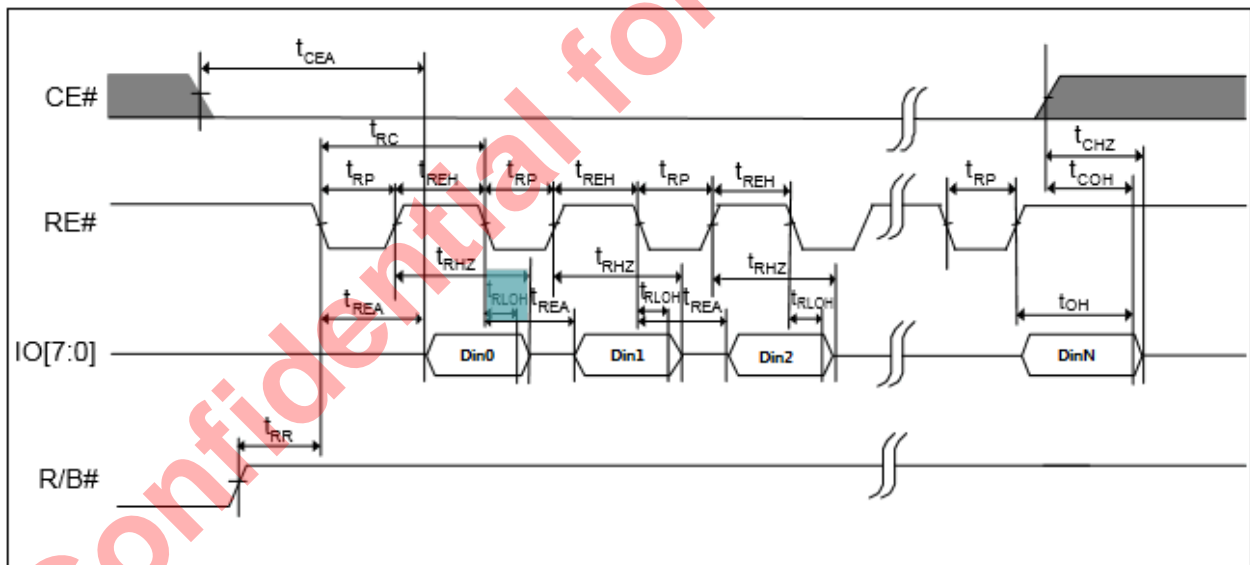 Confidential for
tCEA
CE#
tRC
tCHZ
tRP tREH tRP tREH tRP tREH tRP tCOH
RE#
tRHZ tRHZ tRHZ
tRLOH tRLOH tRLOH
tREA tREA tREA tOH
IO[7:0] Din0 Din1 Din2 DinN
tRR
R/B#